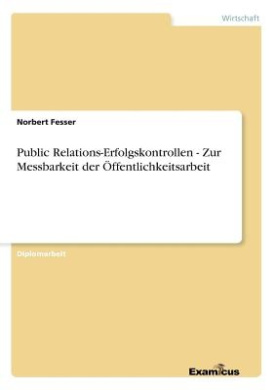 Wirtschaft
Norbert Fesser
Public Relations-Erfolgskontrollen - Zur
Messbarkeit der Öffentlichkeitsarbeit
Diplomarbeit
Examicus